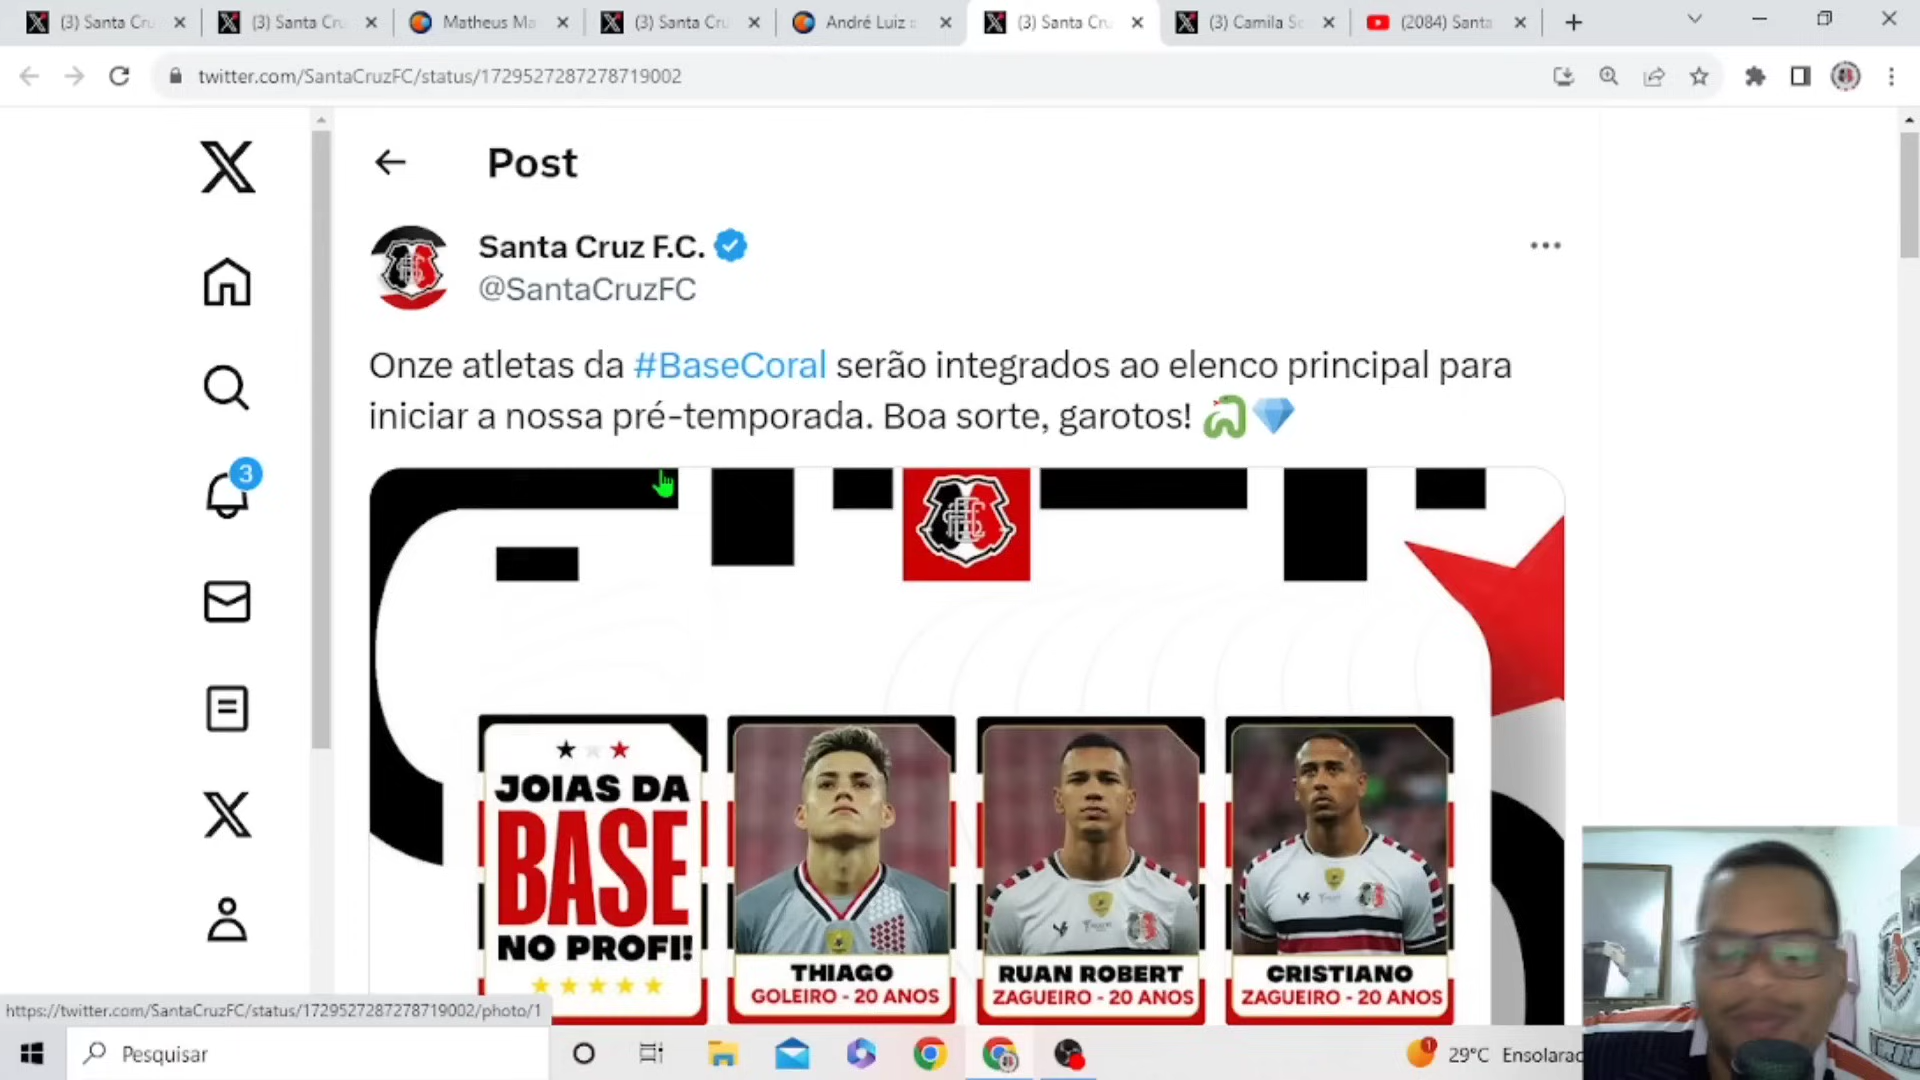 (3) Santa Cru
(3) Santa Cru
Matheus Ma
(3) Santa Cru
André Luiz
(3) Santa Cru
(3) Camila So
(2084) Santa
twitter.com/SantaCruzFC/status/1729527287278719002
Post
Santa Cruz F.C.
@SantaCruzFC
Onze atletas da #BaseCoral serão integrados ao elenco principal para
iniciar a nossa pré-temporada. Boa sorte, garotos!
3
JOIAS DA
BASE
NO PROFI!
THIAGO
GOLEIRO - 20 ANOS
RUAN ROBERT
ZAGUEIRO - 20 ANOS
CRISTIANO
ZAGUEIRO - 20 ANOS
https://twitter.com/SantaCruzFC/status/1729527287278719002/photo/1
Pesquisar
1
29°C Ensolarad